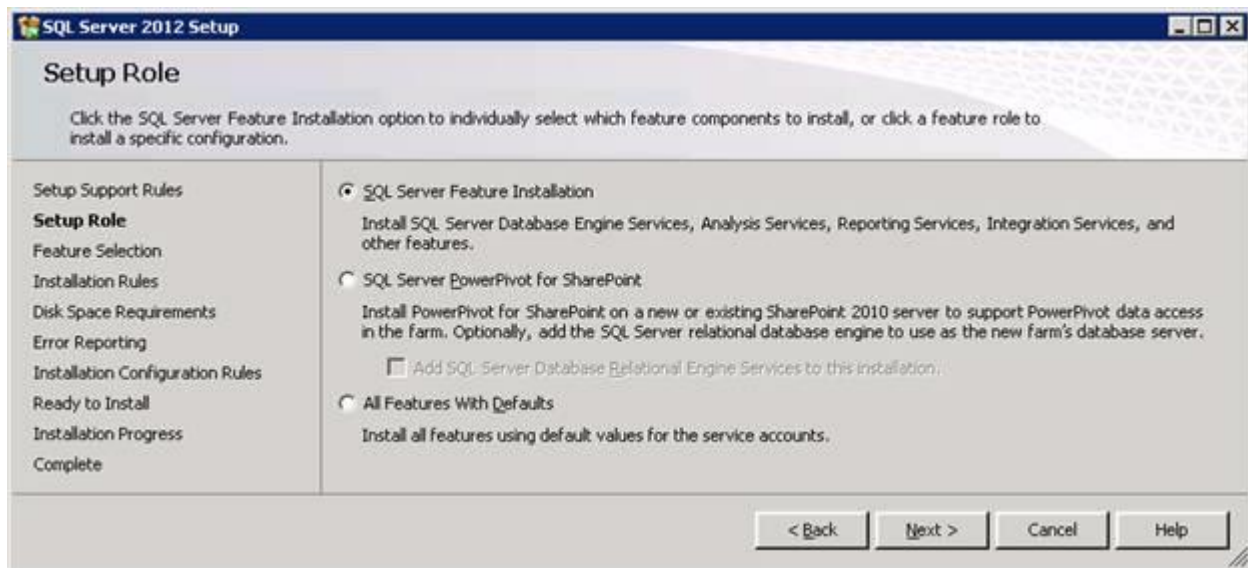 SQL Server 2012 Setup
Setup Role
Click the SQL Server Feature Installation option to individually select which feature components to install, or click a feature role to
install a specific configuration.
Setup Support Rules
Setup Role
Feature Selection
Installation Rules
Disk Space Requirements
Error Reporting
Installation Configuration Rules
Ready to Install
Installation Progress
Complete
SQL Server Feature Installation
Install SQL Server Database Engine Services, Analysis Services, Reporting Services, Integration Services, and
other features.
SQL Server PowerPivot for SharePoint
Install PowerPivot for SharePoint on a new or existing SharePoint 2010 server to support PowerPivot data access
in the farm. Optionally, add the SQL Server relational database engine to use as the new farm's database server.
Add SQL Server Database Relational Engine Services to this installation.
All Features With Defaults
Install all features using default values for the service accounts.
< Back
Next >
Cancel
Help